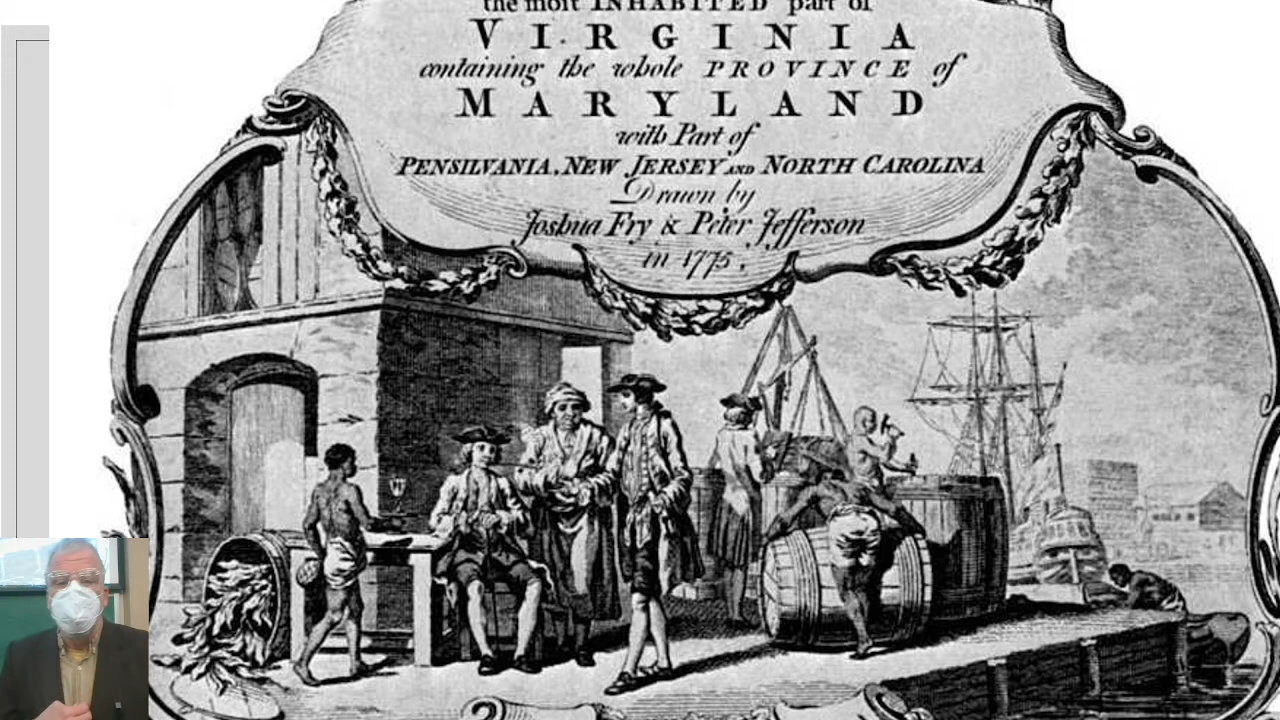 the most INHABITED part of
VIRGINIA
containing the whole PROVINCE of
MARYLAND
with Part of
PENSILVANIA, NEW JERSEY AND NORTH CAROLINA
Drawn by
Joshua Fry & Peter Jefferson
in 1775.